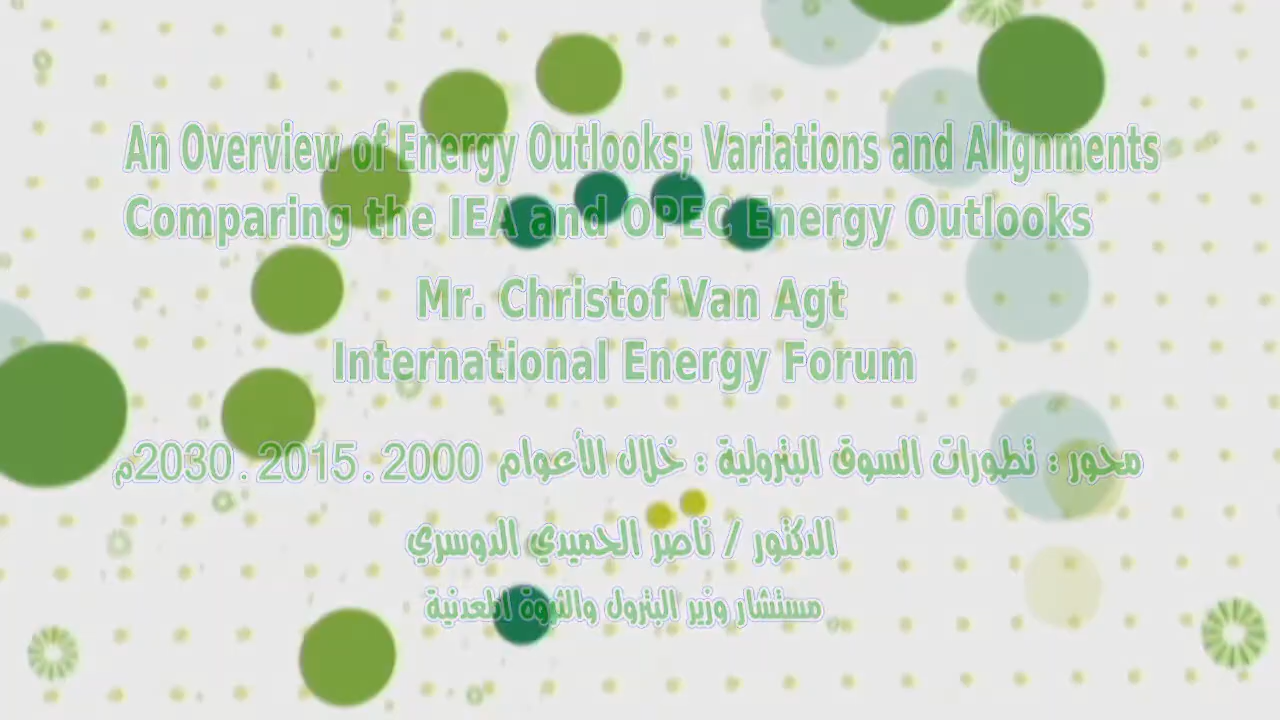 An Overview of Energy Outlooks; Variations and Alignments
Comparing the IEA and OPEC Energy Outlooks
Mr. Christof Van Agt
International Energy Forum
محور : تطورات السوق البترولية : خلال الأعوام 2000 . 2015 . 2030م
الدكتور / ناصر الحميدي الدوسري
مستشار وزير البترول والثروة المعدنية